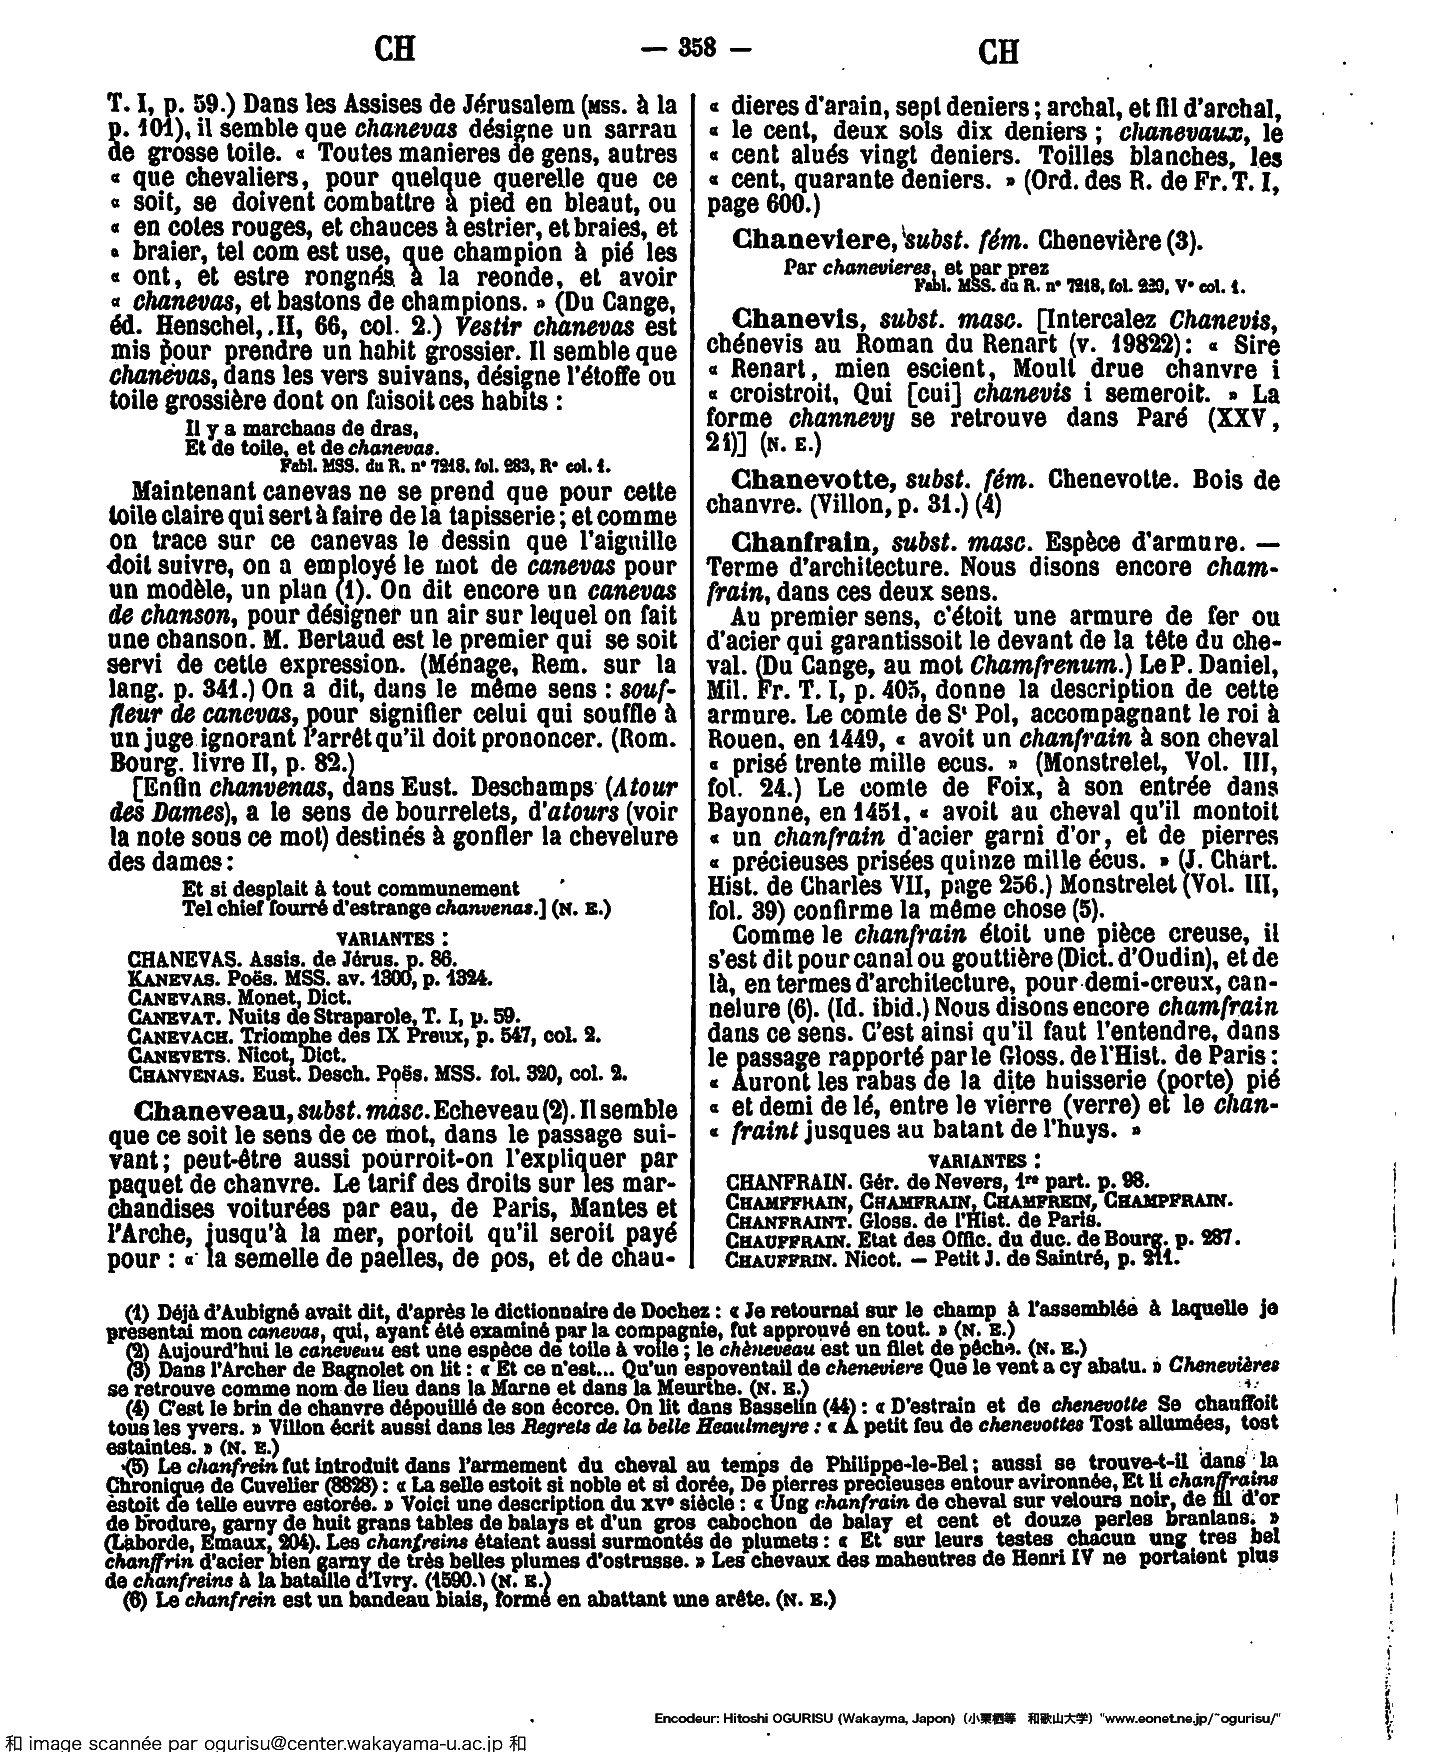 CH — 358 — CH
T. I, p. 59.) Dans les Assises de Jérusalem (MSS. à la
p. 101), il semble que chanevas désigne un sarrau
de grosse toile. « Toutes manieres de gens, autres
« que chevaliers, pour quelque querelle que ce
« soit, se doivent combattre à pied en bleaut, ou
« en cotes rouges, et chauces à estrier, et braies, et
« braier, tel com est use, que champion à pié les
« ont, et estre rongnés à la reonde, et avoir
« chanevas, et bastons de champions. » (Du Cange,
éd. Henschel, II, 66, col. 2.) Vestir chanevas est
mis pour prendre un habit grossier. Il semble que
chanevas, dans les vers suivans, désigne l'étoffe ou
toile grossière dont on faisoit ces habits :
Il y a marchans de dras,
Et de toile, et de chanevas.
Fabl. MSS. du R. n° 7218, fol. 283, R° col. 1.
Maintenant canevas ne se prend que pour cette
toile claire qui sert à faire de la tapisserie ; et comme
on trace sur ce canevas le dessin que l'aiguille
doit suivre, on a employé le mot de canevas pour
un modèle, un plan (1). On dit encore un canevas
de chanson, pour désigner un air sur lequel on fait
une chanson. M. Bertaud est le premier qui se soit
servi de cette expression. (Ménage, Rem. sur la
lang. p. 341.) On a dit, dans le même sens : souf-
fleur de canevas, pour signifier celui qui souffle à
un juge ignorant l'arrêt qu'il doit prononcer. (Rom.
Bourg. livre II, p. 82.)
[Enfin chanvenas, dans Eust. Deschamps (Atour
des Dames), a le sens de bourrelets, d'atours (voir
la note sous ce mot) destinés à gonfler la chevelure
des dames :
Et si desplait à tout communement
Tel chief fourré d'estrange chanvenas.] (N. E.)
VARIANTES :
CHANEVAS. Assis. de Jérus. p. 86.
KANEVAS. Poës. MSS. av. 1300, p. 1324.
CANEVARS. Monet, Dict.
CANEVAT. Nuits de Straparole, T. I, p. 59.
CANEVACH. Triomphe des IX Preux, p. 547, col. 2.
CANEVETS. Nicot, Dict.
CHANVENAS. Eust. Desch. Poës. MSS. fol. 320, col. 2.
Chaneveau, subst. masc. Echeveau (2). Il semble
que ce soit le sens de ce mot, dans le passage sui-
vant ; peut-être aussi pourroit-on l'expliquer par
paquet de chanvre. Le tarif des droits sur les mar-
chandises voiturées par eau, de Paris, Mantes et
l'Arche, jusqu'à la mer, portoit qu'il seroit payé
pour : « la semelle de paelles, de pos, et de chau-
« dieres d'arain, sept deniers ; archal, et fil d'archal,
« le cent, deux sols dix deniers ; chanevaux, le
« cent alués vingt deniers. Toilles blanches, les
« cent, quarante deniers. » (Ord. des R. de Fr. T. I,
page 600.)
Chaneviere, subst. fém. Chenevière (3).
Par chanevieres, et par prez
Fabl. MSS. du R. n° 7218, fol. 239, V° col. 1.
Chanevis, subst. masc. [Intercalez Chanevis,
chénevis au Roman du Renart (v. 19822) : « Sire
« Renart, mien escient, Moult drue chanvre i
« croistroit, Qui [cui] chanevis i semeroit. » La
forme channevy se retrouve dans Paré (XXV,
21)] (N. E.)
Chanevotte, subst. fém. Chenevotte. Bois de
chanvre. (Villon, p. 31.) (4)
Chanfrain, subst. masc. Espèce d'armure. —
Terme d'architecture. Nous disons encore cham-
frain, dans ces deux sens.
Au premier sens, c'étoit une armure de fer ou
d'acier qui garantissoit le devant de la tête du che-
val. (Du Cange, au mot Chamfrenum.) Le P. Daniel,
Mil. Fr. T. I, p. 405, donne la description de cette
armure. Le comte de St Pol, accompagnant le roi à
Rouen, en 1449, « avoit un chanfrain à son cheval
« prisé trente mille ecus. » (Monstrelet, Vol. III,
fol. 24.) Le comte de Foix, à son entrée dans
Bayonne, en 1451, « avoit au cheval qu'il montoit
« un chanfrain d'acier garni d'or, et de pierres
« précieuses prisées quinze mille écus. » (J. Chart.
Hist. de Charles VII, page 256.) Monstrelet (Vol. III,
fol. 39) confirme la même chose (5).
Comme le chanfrain étoit une pièce creuse, il
s'est dit pour canal ou gouttière (Dict. d'Oudin), et de
là, en termes d'architecture, pour demi-creux, can-
nelure (6). (Id. ibid.) Nous disons encore chamfrain
dans ce sens. C'est ainsi qu'il faut l'entendre, dans
le passage rapporté par le Gloss. de l'Hist. de Paris :
« Auront les rabas de la dite huisserie (porte) pié
« et demi de lé, entre le vierre (verre) et le chan-
« fraint jusques au batant de l'huys. »
VARIANTES :
CHANFRAIN. Gér. de Nevers, 1re part. p. 98.
CHAMFFRAIN, CHAMFRAIN, CHAMFREIN, CHAMPFRAIN.
CHANFRAINT. Gloss. de l'Hist. de Paris.
CHAUFFRAIN. Etat des Offic. du duc. de Bourg. p. 287.
CHAUFFRIN. Nicot. — Petit J. de Saintré, p. 211.
(1) Déjà d'Aubigné avait dit, d'après le dictionnaire de Dochez : « Je retournai sur le champ à l'assemblée à laquelle je
presentai mon canevas, qui, ayant été examiné par la compagnie, fut approuvé en tout. » (N. E.)
(2) Aujourd'hui le caneveau est une espèce de toile à voile ; le chèneveau est un filet de pêche. (N. E.)
(3) Dans l'Archer de Bagnolet on lit : « Et ce n'est... Qu'un espoventail de cheneviere Que le vent a cy abatu. » Chenevières
se retrouve comme nom de lieu dans la Marne et dans la Meurthe. (N. E.)
(4) C'est le brin de chanvre dépouillé de son écorce. On lit dans Basselin (44) : « D'estrain et de chenevotte Se chauffoit
tous les yvers. » Villon écrit aussi dans les Regrets de la belle Heaulmeyre : « A petit feu de chenevottes Tost allumées, tost
estaintes. » (N. E.)
(5) Le chanfrein fut introduit dans l'armement du cheval au temps de Philippe-le-Bel ; aussi se trouve-t-il dans la
Chronique de Cuvelier (8828) : « La selle estoit si noble et si dorée, De pierres precieuses entour avironnée, Et li chanffrains
estoit de telle euvre estorée. » Voici une description du XVe siècle : « Ung chanfrain de cheval sur velours noir, de fil d'or
de brodure, garny de huit grans tables de balays et d'un gros cabochon de balay et cent et douze perles branlans. »
(Laborde, Emaux, 204). Les chanfreins étaient aussi surmontés de plumets : « Et sur leurs testes chacun ung tres bel
chanffrin d'acier bien garny de très belles plumes d'ostrusse. » Les chevaux des maheutres de Henri IV ne portaient plus
de chanfreins à la bataille d'Ivry. (1590.) (N. E.)
(6) Le chanfrein est un bandeau biais, formé en abattant une arête. (N. E.)
Encodeur: Hitoshi OGURISU (Wakayma, Japon) (小栗栖等 和歌山大学) "www.eonet.ne.jp/~ogurisu/"
和 image scannée par ogurisu@center.wakayama-u.ac.jp 和